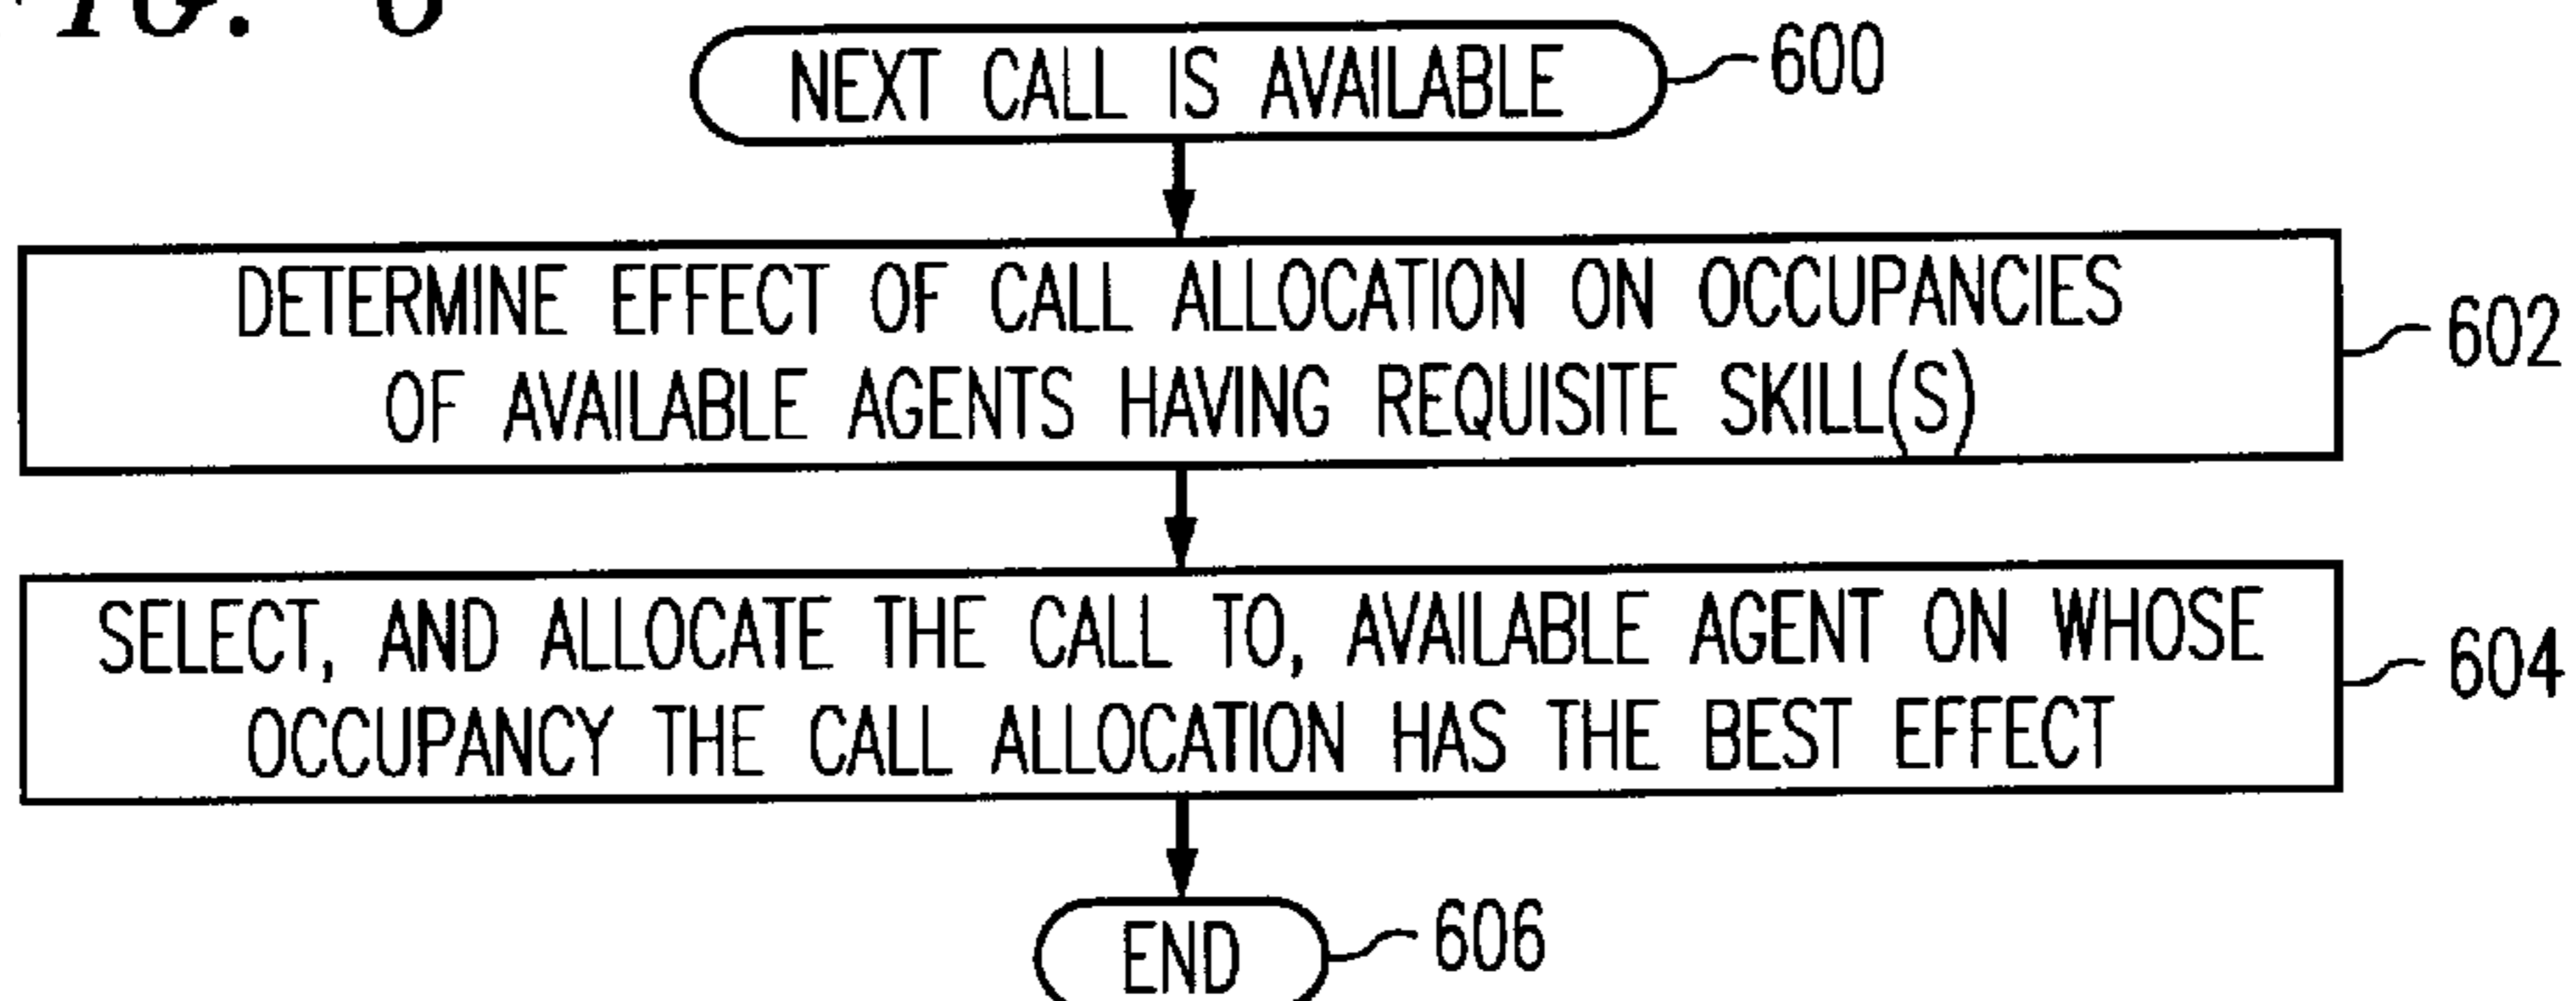 FIG. 6
NEXT CALL IS AVAILABLE
600
DETERMINE EFFECT OF CALL ALLOCATION ON OCCUPANCIES
OF AVAILABLE AGENTS HAVING REQUISITE SKILL(S)
602
SELECT, AND ALLOCATE THE CALL TO, AVAILABLE AGENT ON WHOSE
OCCUPANCY THE CALL ALLOCATION HAS THE BEST EFFECT
604
END
606